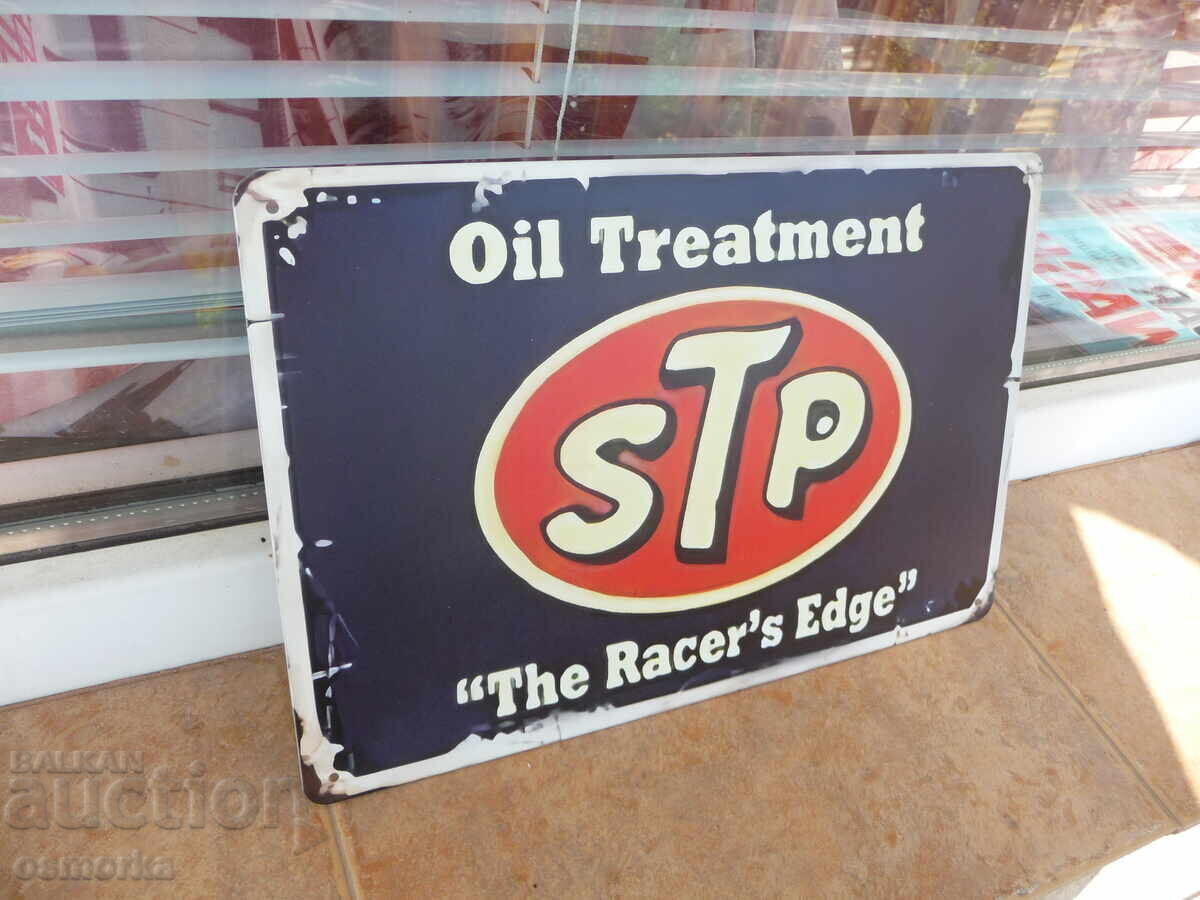 Oil Treatment
STP
“The Racer's Edge”
BALKAN
auction
osmorka